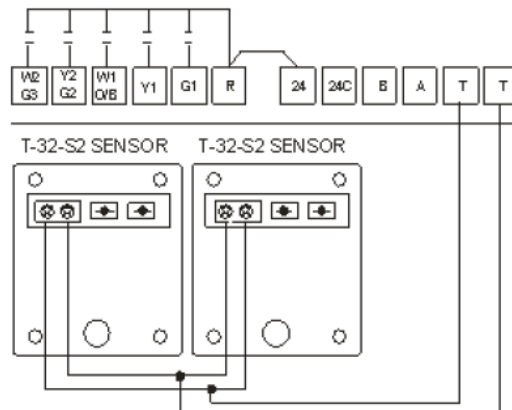 W2 Y2 W1 Y1 G1 R 24 24C B A T T
G3 G2 O/B
T-32-S2 SENSOR T-32-S2 SENSOR